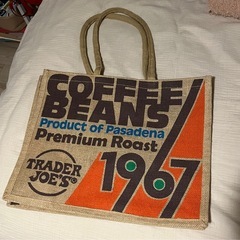 COFFEE
BEANS
Product of Pasadena
Premium Roast
TRADER
JOE'S®
1967